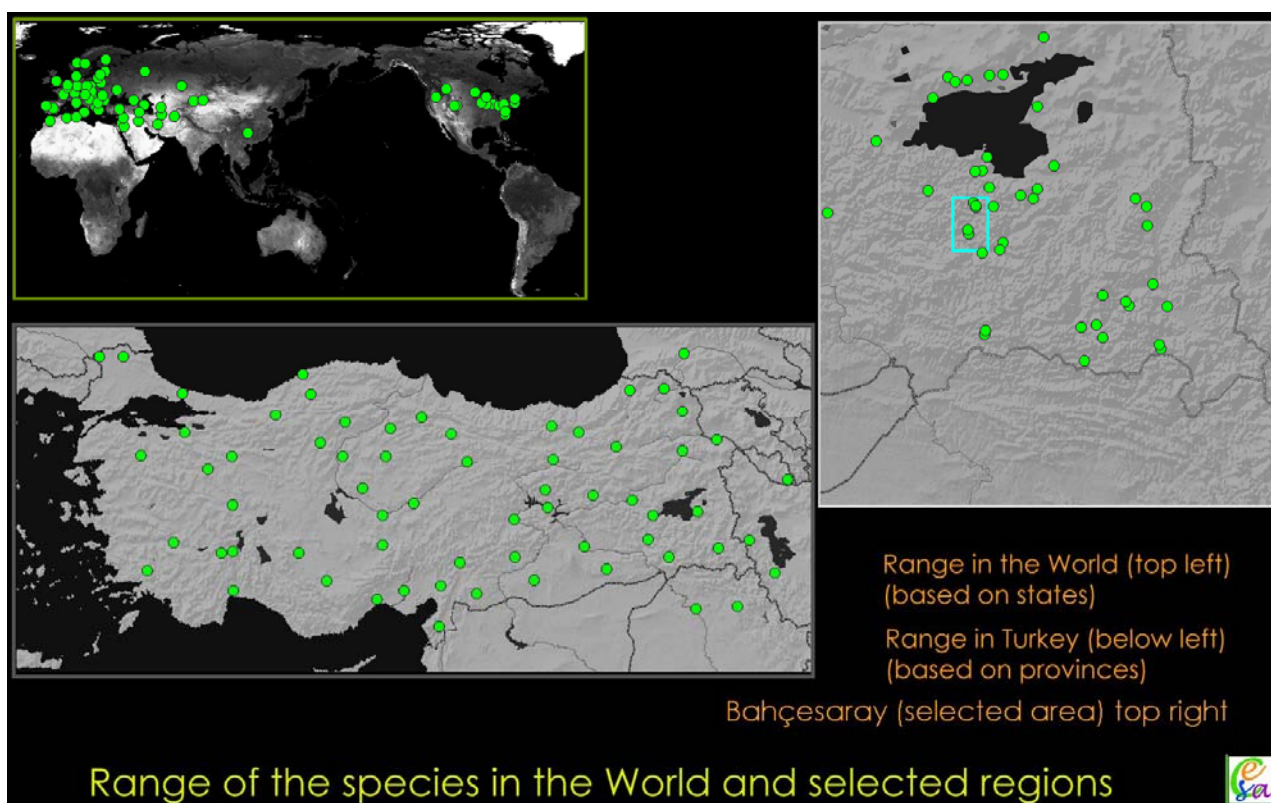 Range in the World (top left)
(based on states)
Range in Turkey (below left)
(based on provinces)
Bahçesaray (selected area) top right
Range of the species in the World and selected regions
esa